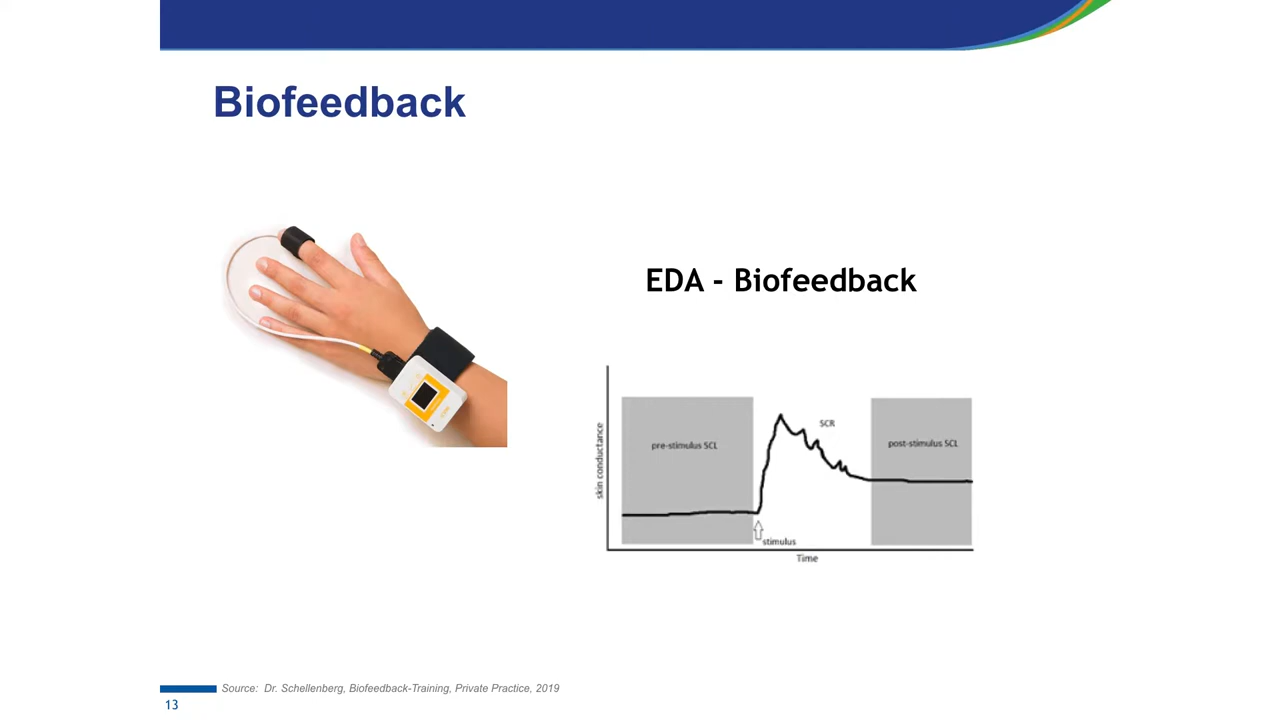 Biofeedback
EDA - Biofeedback
skin conductance
pre-stimulus SCL
SCR
post-stimulus SCL
stimulus
Time
Source: Dr. Schellenberg, Biofeedback-Training, Private Practice, 2019
13